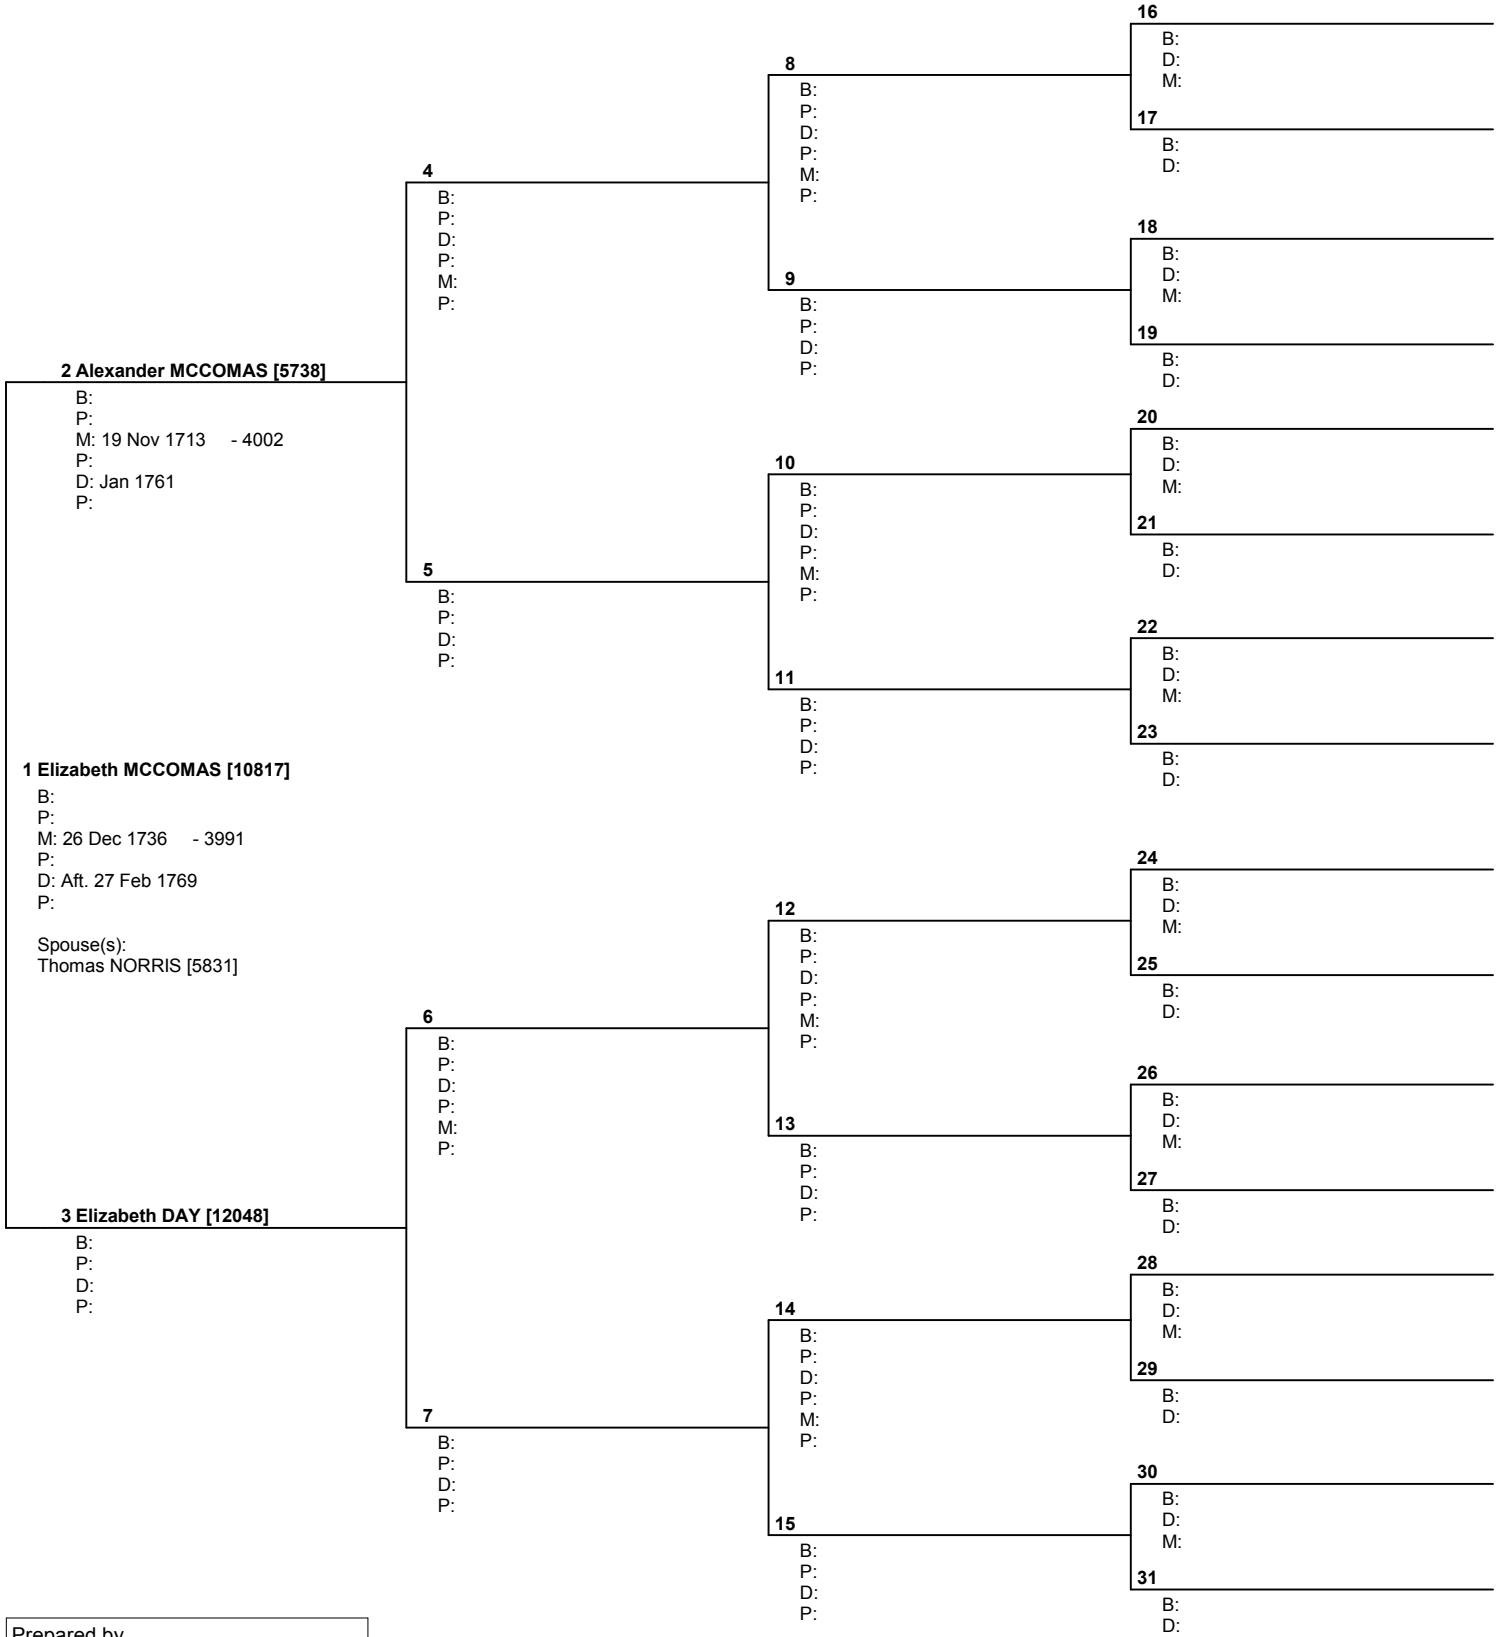 2 Alexander MCCOMAS [5738]
B:
P:
M: 19 Nov 1713 - 4002
P:
D: Jan 1761
P:
1 Elizabeth MCCOMAS [10817]
B:
P:
M: 26 Dec 1736 - 3991
P:
D: Aft. 27 Feb 1769
P:
Spouse(s):
Thomas NORRIS [5831]
3 Elizabeth DAY [12048]
B:
P:
D:
P:
Prepared by
4
B:
P:
D:
P:
M:
P:
5
B:
P:
D:
P:
6
B:
P:
D:
P:
M:
P:
7
B:
P:
D:
P:
8
B:
P:
D:
P:
M:
P:
9
B:
P:
D:
P:
10
B:
P:
D:
P:
M:
P:
11
B:
P:
D:
P:
12
B:
P:
D:
P:
M:
P:
13
B:
P:
D:
P:
14
B:
P:
D:
P:
M:
P:
15
B:
P:
D:
P:
16
B:
D:
M:
17
B:
D:
18
B:
D:
M:
19
B:
D:
20
B:
D:
M:
21
B:
D:
22
B:
D:
M:
23
B:
D:
24
B:
D:
M:
25
B:
D:
26
B:
D:
M:
27
B:
D:
28
B:
D:
M:
29
B:
D:
30
B:
D:
M:
31
B:
D: